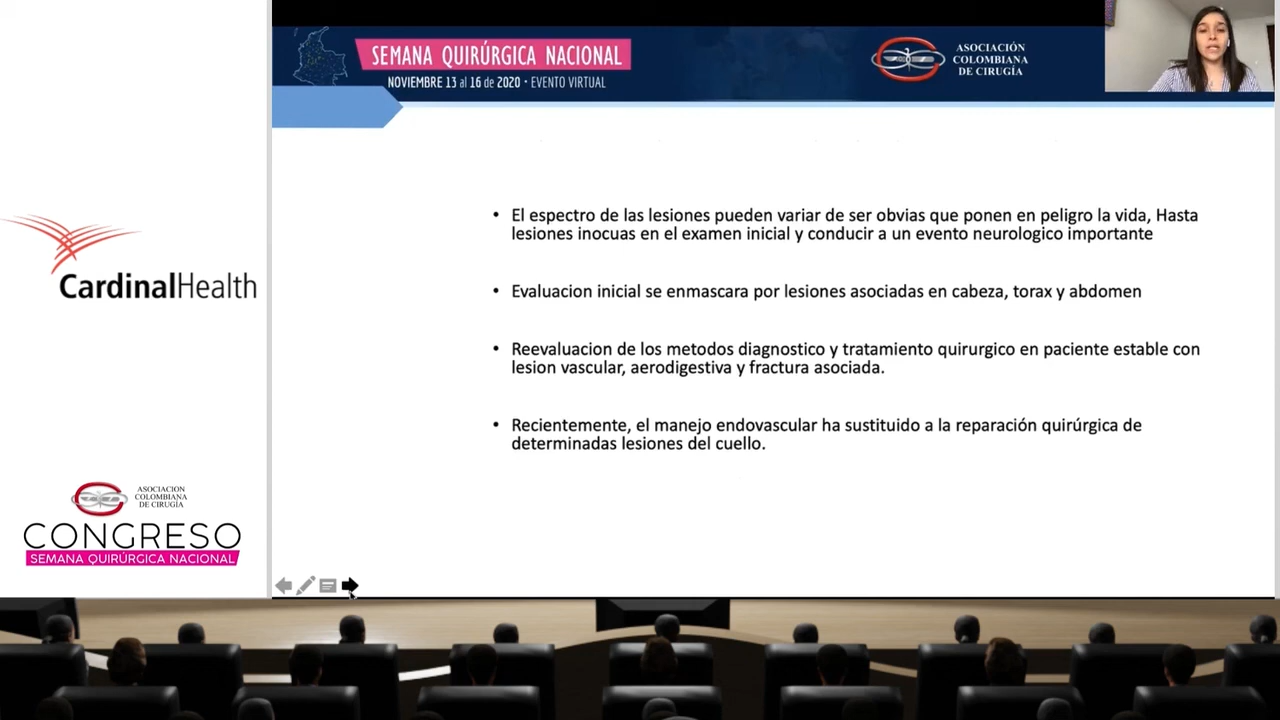 SEMANA QUIRÚRGICA NACIONAL
NOVIEMBRE 13 al 16 de 2020 · EVENTO VIRTUAL
ASOCIACIÓN
COLOMBIANA
DE CIRUGÍA
• El espectro de las lesiones pueden variar de ser obvias que ponen en peligro la vida, Hasta
lesiones inocuas en el examen inicial y conducir a un evento neurologico importante
• Evaluacion inicial se enmascara por lesiones asociadas en cabeza, torax y abdomen
• Reevaluacion de los metodos diagnostico y tratamiento quirurgico en paciente estable con
lesion vascular, aerodigestiva y fractura asociada.
• Recientemente, el manejo endovascular ha sustituido a la reparación quirúrgica de
determinadas lesiones del cuello.
CardinalHealth
ASOCIACION
COLOMBIANA
DE CIRUGÍA
CONGRESO
SEMANA QUIRÚRGICA NACIONAL